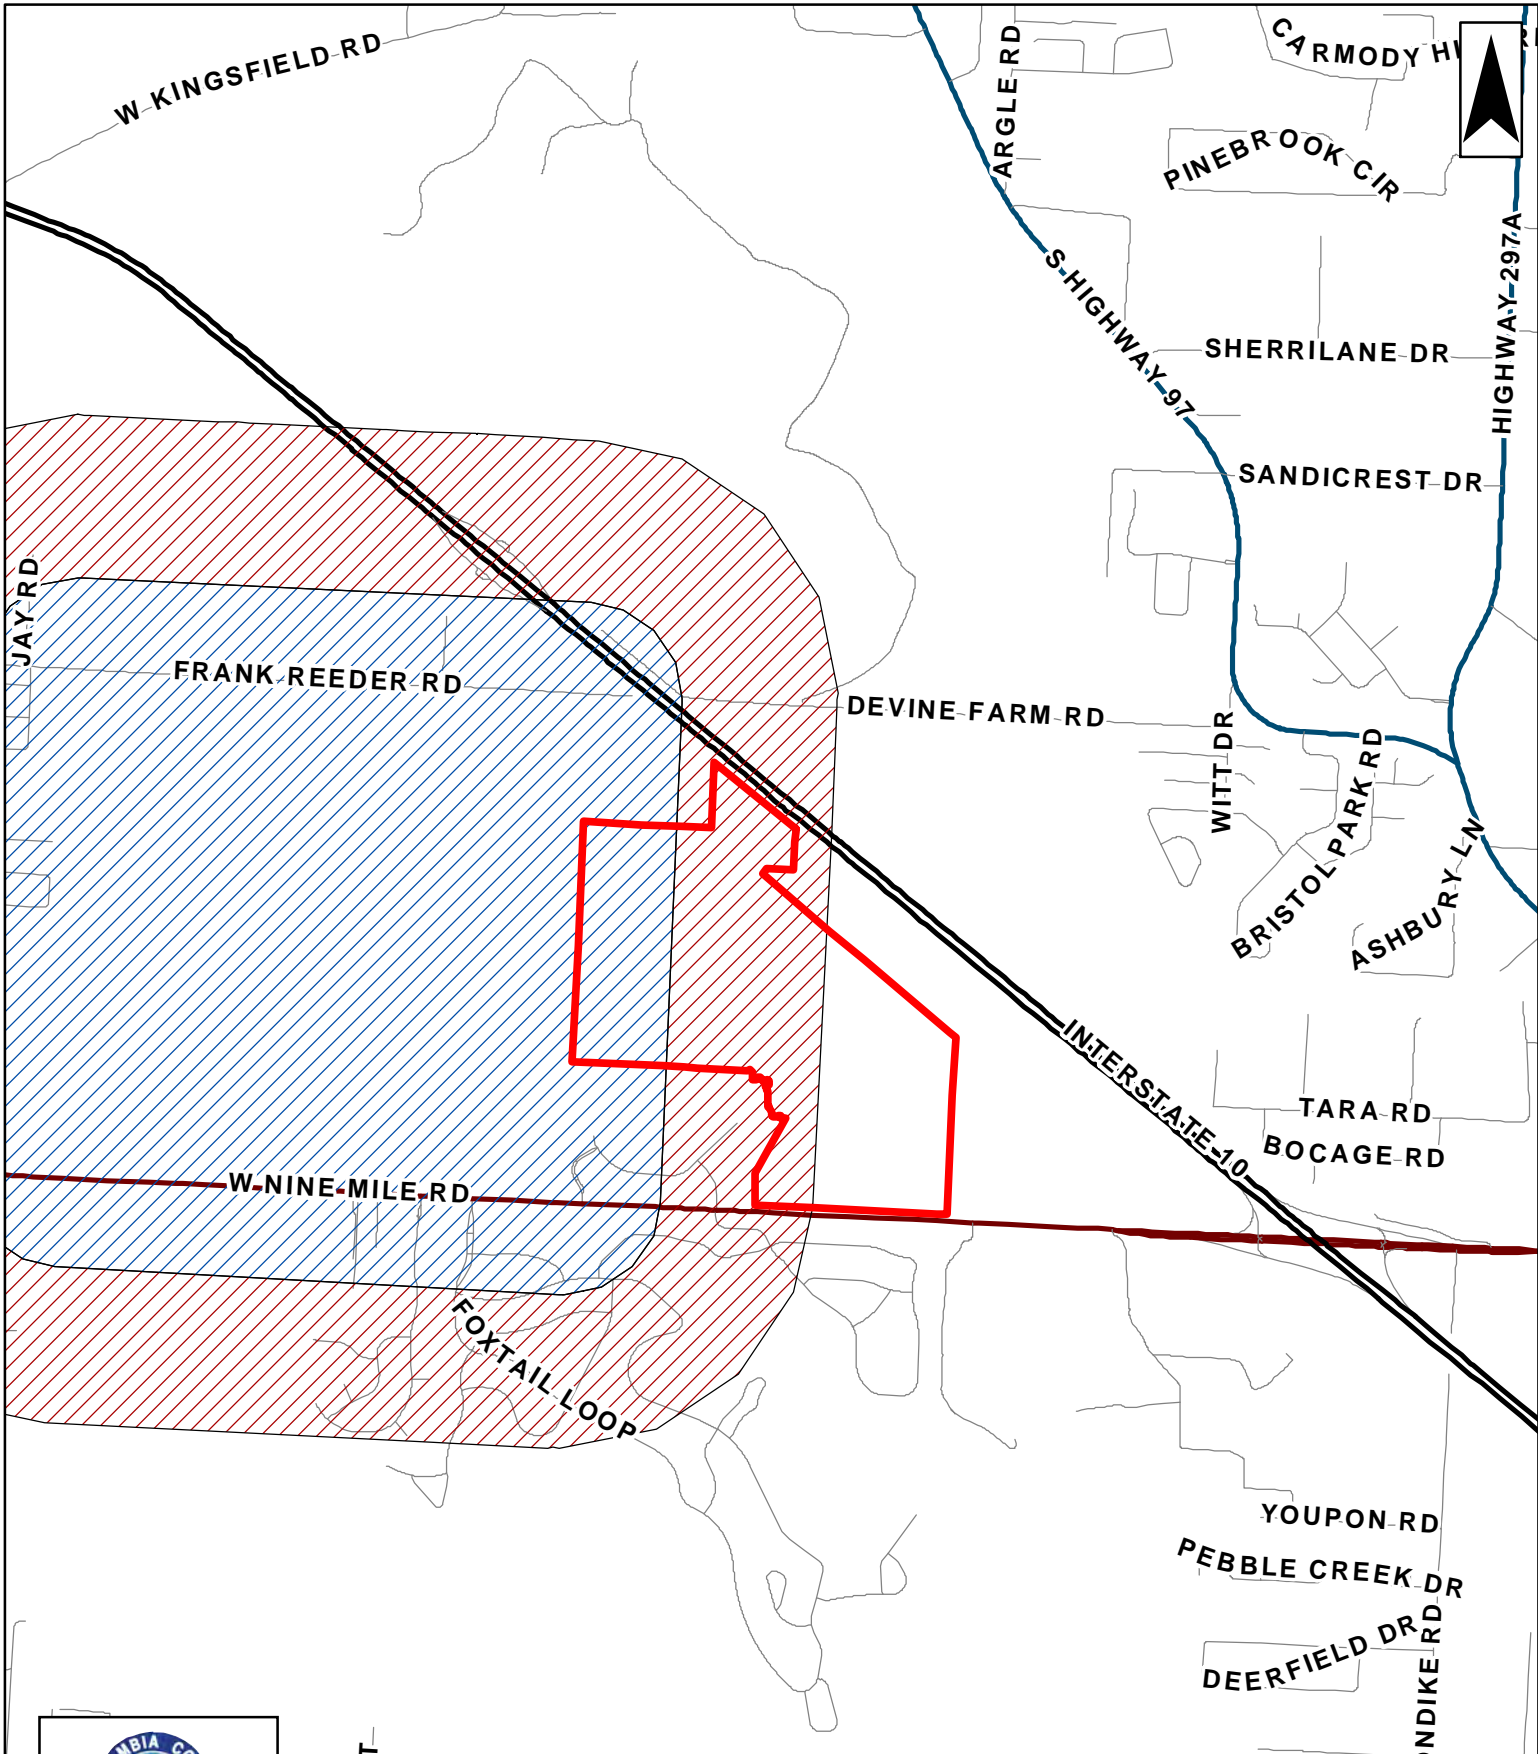 W KINGSFIELD RD
ARGLE RD
PINEBROOK CIR
S HIGHWAY 97
HIGHWAY 297A
SHERRILANE DR
SANDICREST DR
JAY RD
FRANK REEDER RD
DEVINE FARM RD
WITT DR
BRISTOL PARK RD
ASHBURY LN
INTERSTATE 10
TARA RD
BOCAGE RD
W NINE MILE RD
FOXTAIL LOOP
YOUPON RD
PEBBLE CREEK DR
DEERFIELD DR